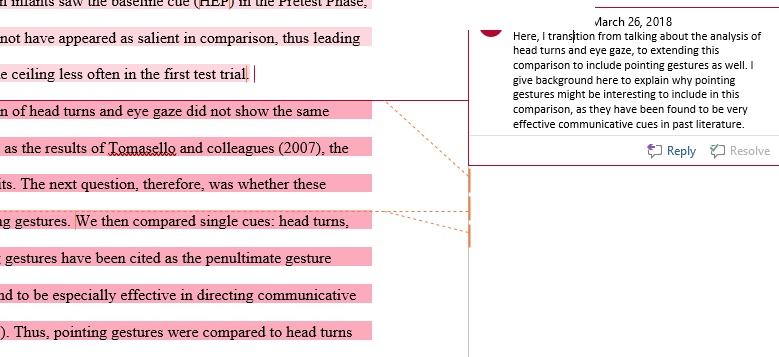 n infants saw the baseline cue (HEP) in the Pretest Phase,
not have appeared as salient in comparison, thus leading
e ceiling less often in the first test trial.
n of head turns and eye gaze did not show the same
as the results of Tomasello and colleagues (2007), the
its. The next question, therefore, was whether these
ng gestures. We then compared single cues: head turns,
gestures have been cited as the penultimate gesture
nd to be especially effective in directing communicative
). Thus, pointing gestures were compared to head turns
March 26, 2018
Here, I transtion from talking about the analysis of
head turns and eye gaze, to extending this
comparison to include pointing gestures as well. I
give background here to explain why pointing
gestures might be interesting to include in this
comparison, as they have been found to be very
effective communicative cues in past literature.
Reply Resolve